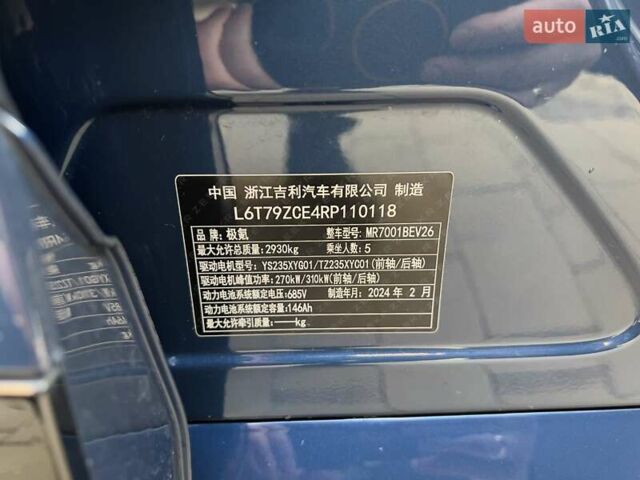 auto RIA .com
中国 浙江吉利汽车有限公司 制造
L6T79ZCE4RP110118
品牌：极氪 整车型号：MR7001BEV26
最大允许总质量：2930kg 乘坐人数：5
驱动电机型号：YS235XYG01/TZ235XYC01(前轴/后轴)
驱动电机峰值功率：270kW/310kW(前轴/后轴)
动力电池系统额定电压：685V 制造年月：2024 年 2 月
动力电池系统额定容量：146Ah
最大允许牵引质量：——kg